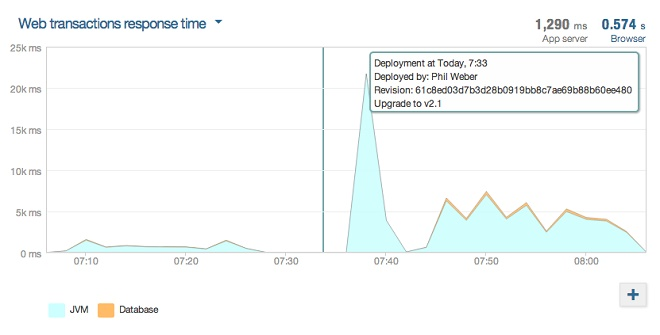 Web transactions response time
1,290 ms
App server
0.574 s
Browser
25k ms
20k ms
15k ms
10k ms
5k ms
0 ms
Deployment at Today, 7:33
Deployed by: Phil Weber
Revision: 61c8ed03d7b3d28b0919bb8c7ae69b88b60ee480
Upgrade to v2.1
07:10
07:20
07:30
07:40
07:50
08:00
JVM
Database
+